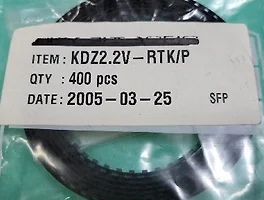 ITEM : KDZ2.2V-RTK/P
QTY : 400 pcs
DATE : 2005-03-25 SFP